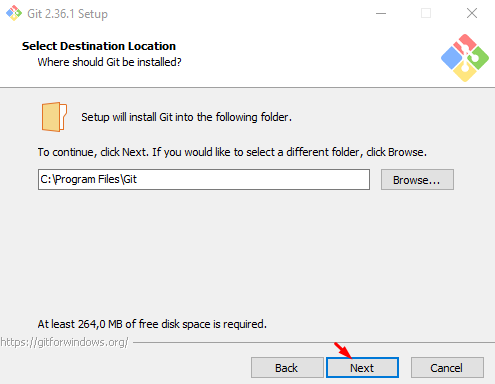 Git 2.36.1 Setup
Select Destination Location
Where should Git be installed?
Setup will install Git into the following folder.
To continue, click Next. If you would like to select a different folder, click Browse.
C:\Program Files\Git
Browse...
At least 264,0 MB of free disk space is required.
https://gitforwindows.org/
Back
Next
Cancel